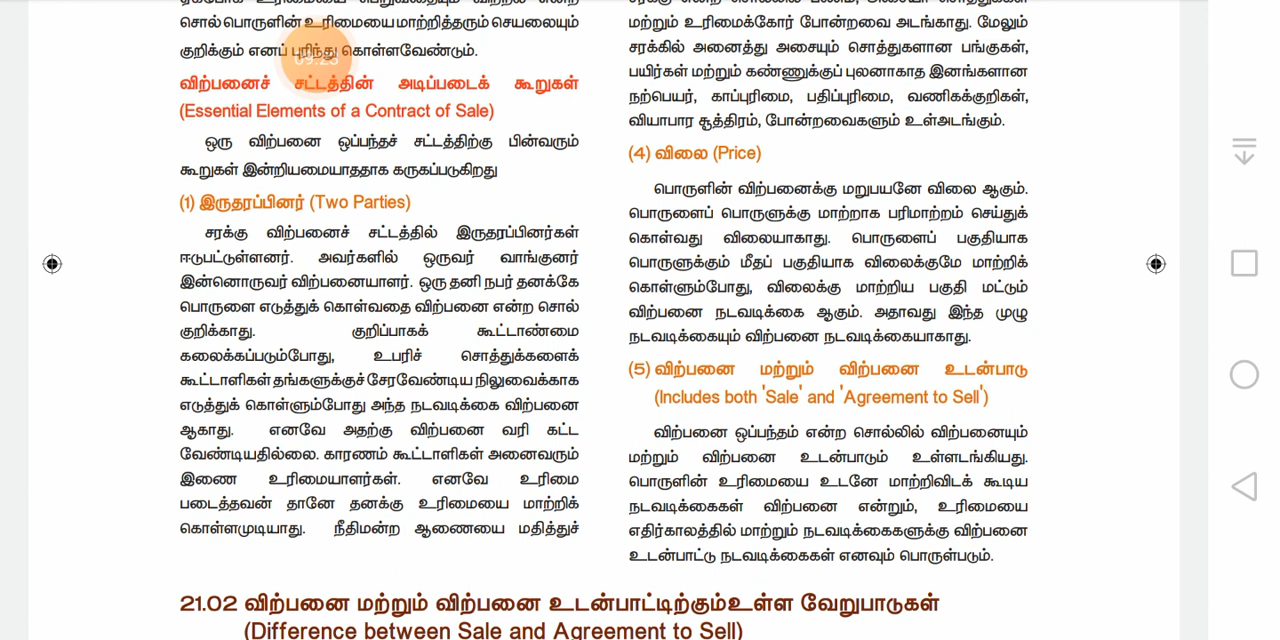 சொல் பொருளின் உரிமையை மாற்றித்தரும் செயலையும்
குறிக்கும் எனப் புரிந்து கொள்ளவேண்டும்.
09:23
விற்பனைச் சட்டத்தின் அடிப்படைக் கூறுகள்
(Essential Elements of a Contract of Sale)
ஒரு விற்பனை ஒப்பந்தச் சட்டத்திற்கு பின்வரும்
கூறுகள் இன்றியமையாததாக கருகப்படுகிறது
(1) இருதரப்பினர் (Two Parties)
சரக்கு விற்பனைச் சட்டத்தில் இருதரப்பினர்கள்
ஈடுபட்டுள்ளனர். அவர்களில் ஒருவர் வாங்குனர்
இன்னொருவர் விற்பனையாளர். ஒரு தனி நபர் தனக்கே
பொருளை எடுத்துக் கொள்வதை விற்பனை என்ற சொல்
குறிக்காது. குறிப்பாகக் கூட்டாண்மை
கலைக்கப்படும்போது, உபரிச் சொத்துக்களைக்
கூட்டாளிகள் தங்களுக்குச் சேரவேண்டிய நிலுவைக்காக
எடுத்துக் கொள்ளும்போது அந்த நடவடிக்கை விற்பனை
ஆகாது. எனவே அதற்கு விற்பனை வரி கட்ட
வேண்டியதில்லை. காரணம் கூட்டாளிகள் அனைவரும்
இணை உரிமையாளர்கள். எனவே உரிமை
படைத்தவன் தானே தனக்கு உரிமையை மாற்றிக்
கொள்ளமுடியாது. நீதிமன்ற ஆணையை மதித்துச்
மற்றும் உரிமைக்கோர் போன்றவை அடங்காது. மேலும்
சரக்கில் அனைத்து அசையும் சொத்துகளான பங்குகள்,
பயிர்கள் மற்றும் கண்ணுக்குப் புலனாகாத இனங்களான
நற்பெயர், காப்புரிமை, பதிப்புரிமை, வணிகக்குறிகள்,
வியாபார சூத்திரம், போன்றவைகளும் உள்அடங்கும்.
(4) விலை (Price)
பொருளின் விற்பனைக்கு மறுபயனே விலை ஆகும்.
பொருளைப் பொருளுக்கு மாற்றாக பரிமாற்றம் செய்துக்
கொள்வது விலையாகாது. பொருளைப் பகுதியாக
பொருளுக்கும் மீதப் பகுதியாக விலைக்குமே மாற்றிக்
கொள்ளும்போது, விலைக்கு மாற்றிய பகுதி மட்டும்
விற்பனை நடவடிக்கை ஆகும். அதாவது இந்த முழு
நடவடிக்கையும் விற்பனை நடவடிக்கையாகாது.
(5) விற்பனை மற்றும் விற்பனை உடன்பாடு
(Includes both 'Sale' and 'Agreement to Sell')
விற்பனை ஒப்பந்தம் என்ற சொல்லில் விற்பனையும்
மற்றும் விற்பனை உடன்பாடும் உள்ளடங்கியது.
பொருளின் உரிமையை உடனே மாற்றிவிடக் கூடிய
நடவடிக்கைகள் விற்பனை என்றும், உரிமையை
எதிர்காலத்தில் மாற்றும் நடவடிக்கைகளுக்கு விற்பனை
உடன்பாட்டு நடவடிக்கைகள் எனவும் பொருள்படும்.
21.02 விற்பனை மற்றும் விற்பனை உடன்பாட்டிற்கும்உள்ள வேறுபாடுகள்
(Difference between Sale and Agreement to Sell)